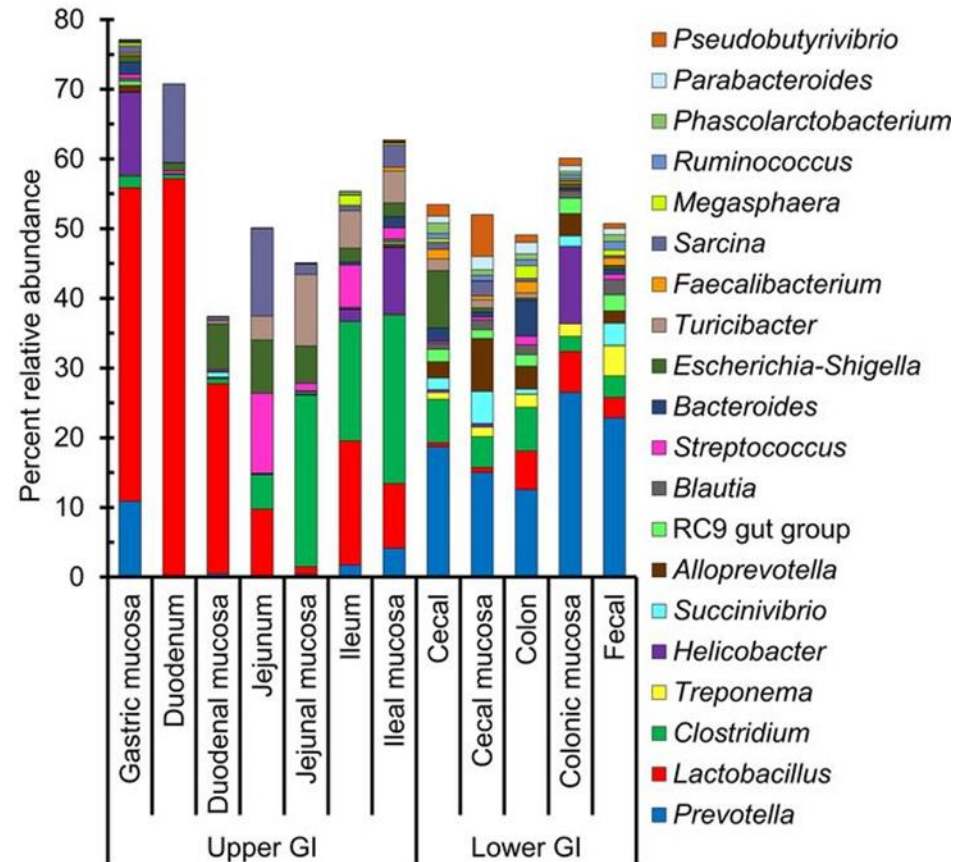 80
70
60
50
40
30
20
10
0
Percent relative abundance
Pseudobutyrivibrio
Parabacteroides
Phascolarctobacterium
Ruminococcus
Megasphaera
Sarcina
Faecalibacterium
Turicibacter
Escherichia-Shigella
Bacteroides
Streptococcus
Blautia
RC9 gut group
Alloprevotella
Succinivibrio
Helicobacter
Treponema
Clostridium
Lactobacillus
Prevotella
Gastric mucosa
Duodenum
Duodenal mucosa
Jejunum
Jejunal mucosa
Ileum
Ileal mucosa
Cecal
Cecal mucosa
Colon
Colonic mucosa
Fecal
Upper GI
Lower GI